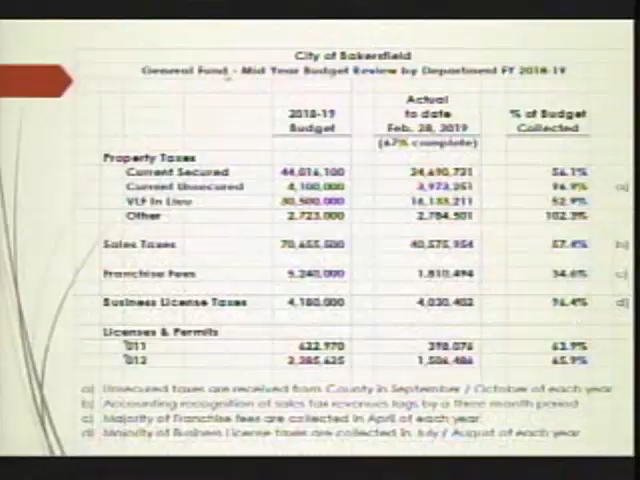 City of Bakersfield
General Fund - Mid Year Budget Review by Department FY 2018-19
2018-19 Budget Actual to date Feb. 28, 2019 (67% complete) % of Budget Collected
Property Taxes
Current Secured 44,016,100 24,690,731 56.1%
Current Unsecured 4,100,000 3,973,251 96.9% a)
VLF In Lieu 30,500,000 16,133,211 52.9%
Other 2,723,000 2,784,501 102.3%
Sales Taxes 70,655,500 40,575,954 57.4% b)
Franchise Fees 5,240,000 1,810,494 34.6% c)
Business License Taxes 4,180,000 4,030,402 96.4% d)
Licenses & Permits
011 622,970 398,076 63.9%
012 2,285,625 1,506,486 65.9%
a) Unsecured taxes are received from County in September / October of each year
b) Accounting recognition of sales tax revenues lags by a three month period
c) Majority of Franchise fees are collected in April of each year
d) Majority of Business License taxes are collected in July / August of each year